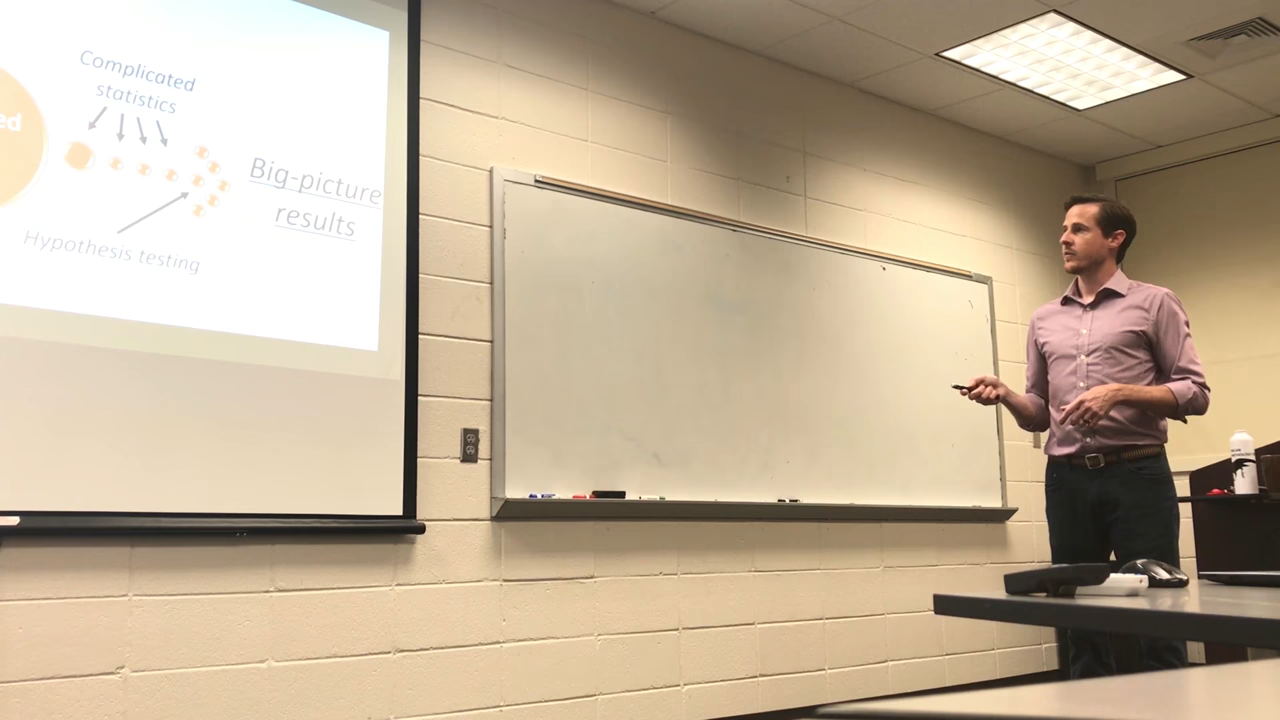 Complicated
statistics
ed
Big-picture
results
Hypothesis testing